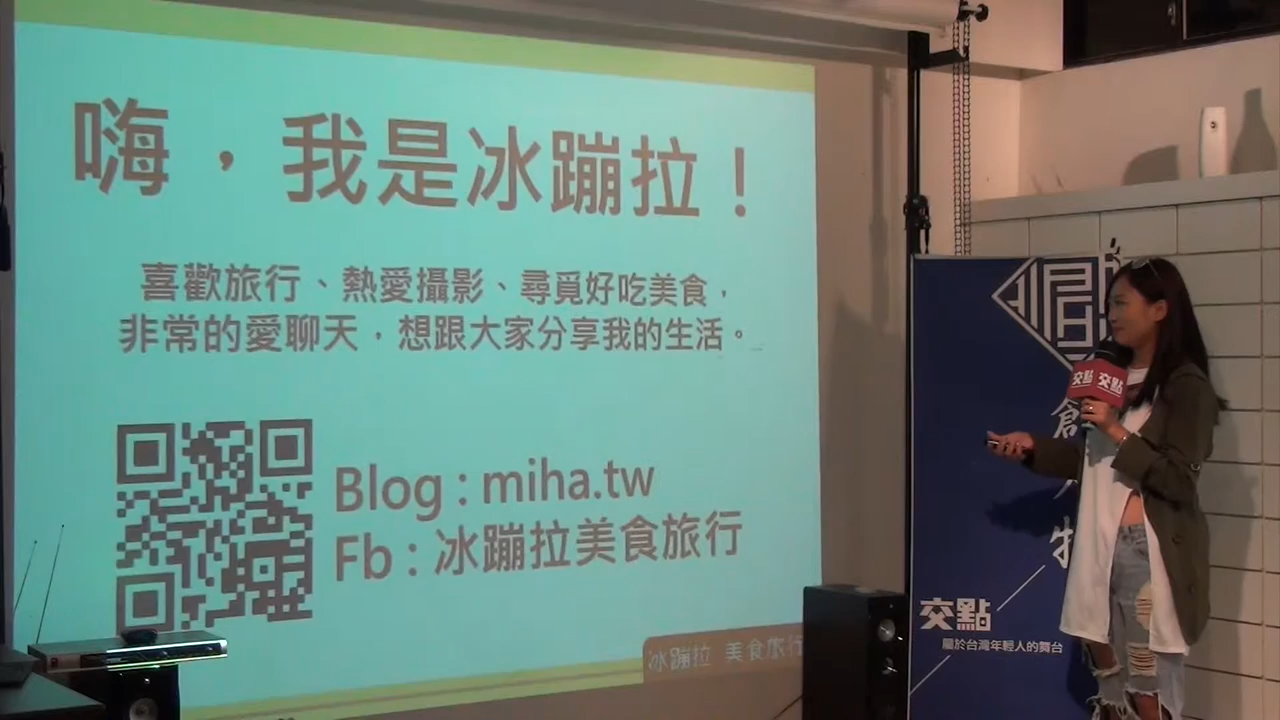 嗨，我是冰蹦拉！
喜歡旅行、熱愛攝影、尋覓好吃美食，
非常的愛聊天，想跟大家分享我的生活。
Blog : miha.tw
Fb : 冰蹦拉美食旅行
冰蹦拉 美食旅行
交點 交點
交點
屬於台灣年輕人的舞台